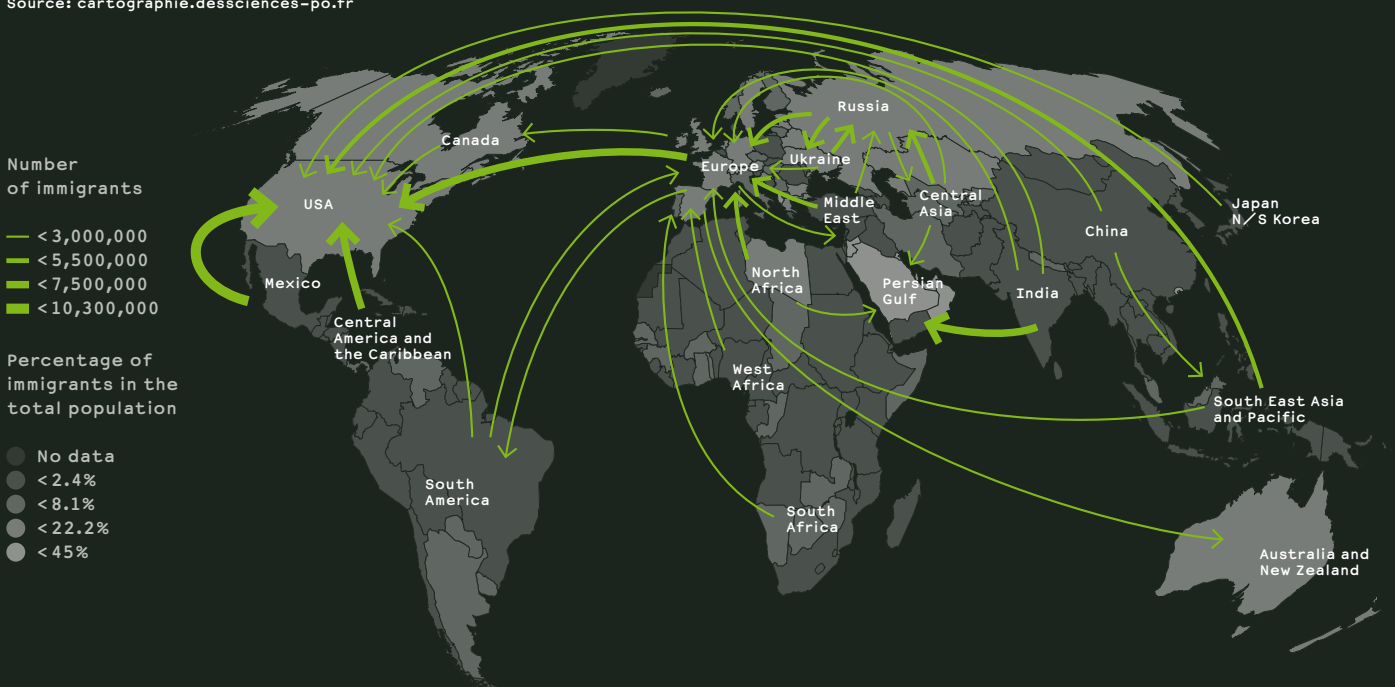 Source: cartographie.dessciences-po.fr
Number
of immigrants
< 3,000,000
< 5,500,000
< 7,500,000
< 10,300,000
Percentage of
immigrants in the
total population
No data
< 2.4%
< 8.1%
< 22.2%
< 45%
Canada
USA
Mexico
Central
America and
the Caribbean
South
America
Europe
Russia
Ukraine
Middle
East
Central
Asia
North
Africa
Persian
Gulf
West
Africa
South
Africa
India
China
Japan
N/S Korea
South East Asia
and Pacific
Australia and
New Zealand